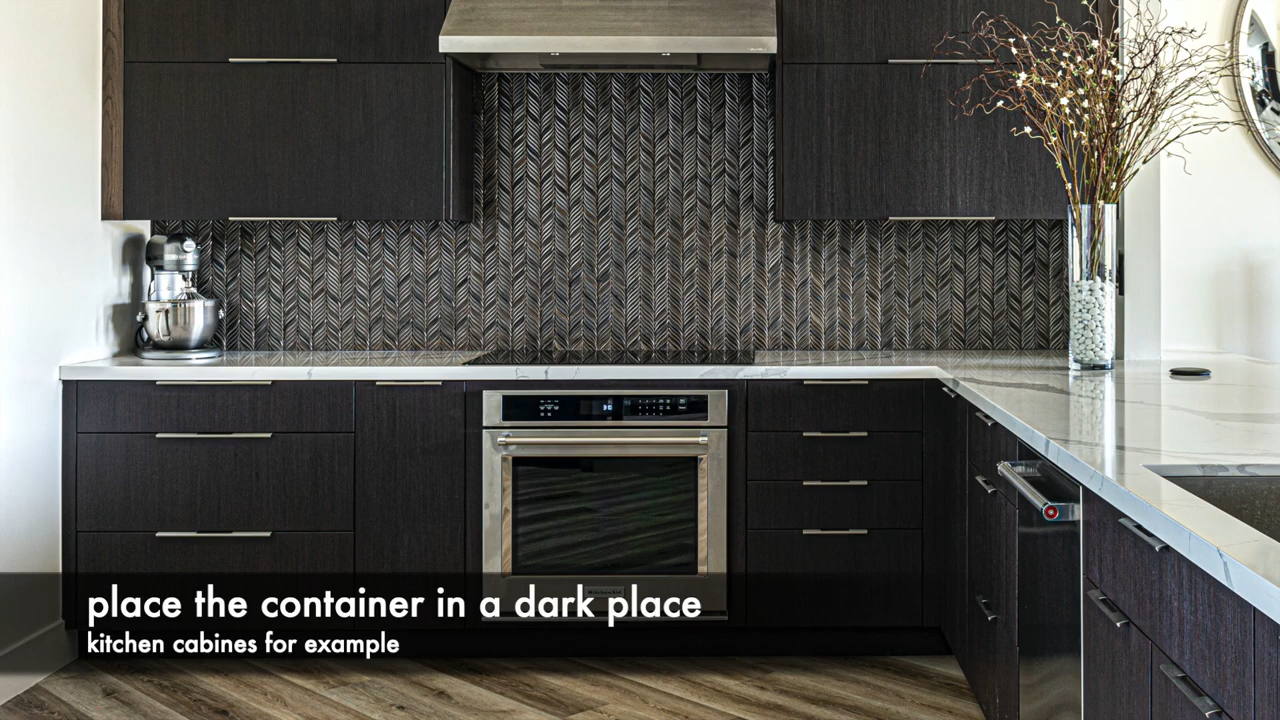 place the container in a dark place
kitchen cabines for example